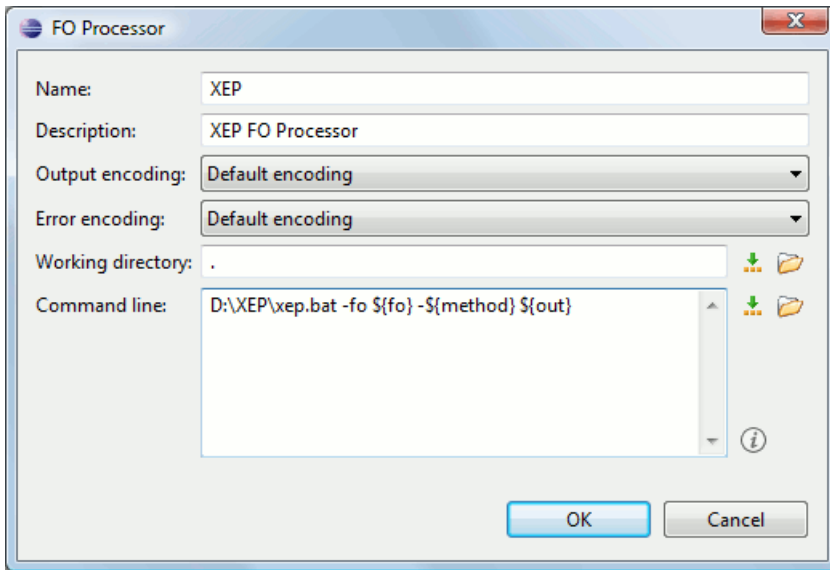 FO Processor
Name: XEP
Description: XEP FO Processor
Output encoding: Default encoding
Error encoding: Default encoding
Working directory: .
Command line: D:\XEP\xep.bat -fo ${fo} -${method} ${out}
OK Cancel